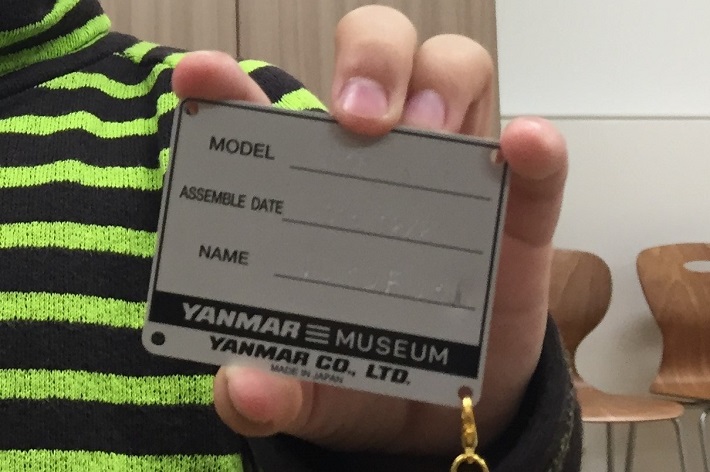 MODEL
ASSEMBLE DATE
NAME
YANMAR MUSEUM
YANMAR CO., LTD.
MADE IN JAPAN